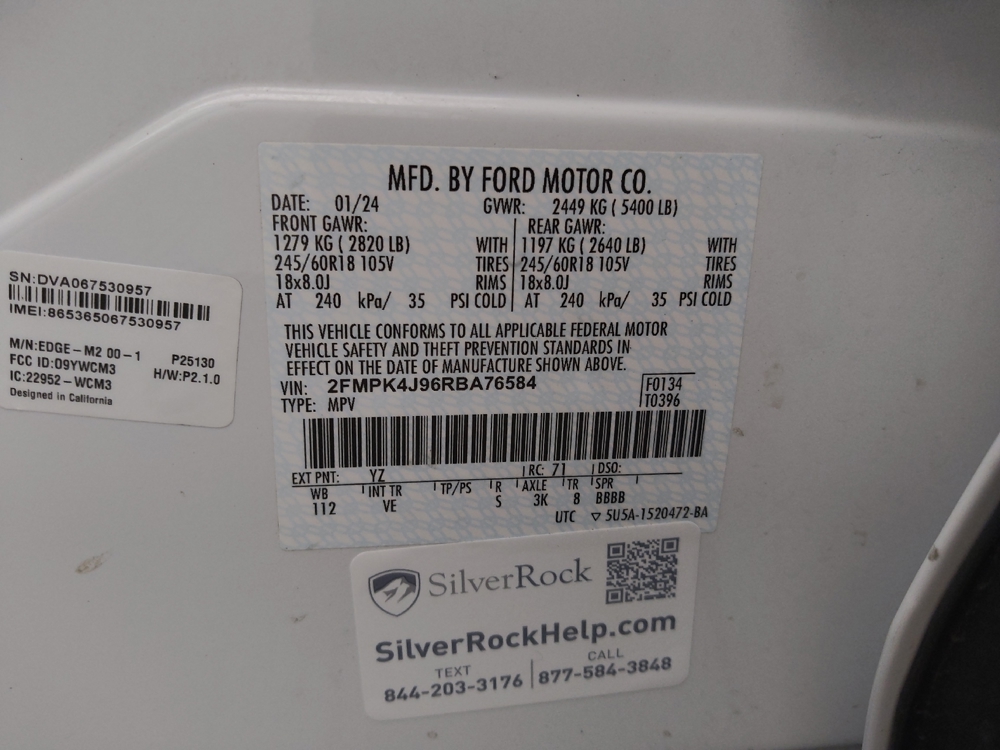 MFD. BY FORD MOTOR CO.
DATE: 01/24 GVWR: 2449 KG ( 5400 LB)
FRONT GAWR: REAR GAWR:
1279 KG ( 2820 LB) WITH 1197 KG ( 2640 LB) WITH
245/60R18 105V TIRES 245/60R18 105V TIRES
18x8.0J RIMS 18x8.0J RIMS
AT 240 kPa/ 35 PSI COLD AT 240 kPa/ 35 PSI COLD
THIS VEHICLE CONFORMS TO ALL APPLICABLE FEDERAL MOTOR
VEHICLE SAFETY AND THEFT PREVENTION STANDARDS IN
EFFECT ON THE DATE OF MANUFACTURE SHOWN ABOVE.
VIN: 2FMPK4J96RBA76584 F0134
TYPE: MPV T0396
EXT PNT: YZ RC: 71 DSO:
WB INT TR TP/PS R AXLE TR SPR
112 VE S 3K 8 BBBB
UTC ▽ 5U5A-1520472-BA
SN:DVA067530957
IMEI:865365067530957
M/N:EDGE-M2 00-1 P25130
FCC ID:O9YWCM3 H/W:P2.1.0
IC:22952-WCM3
Designed in California
SilverRock
SilverRockHelp.com
TEXT CALL
844-203-3176 877-584-3848